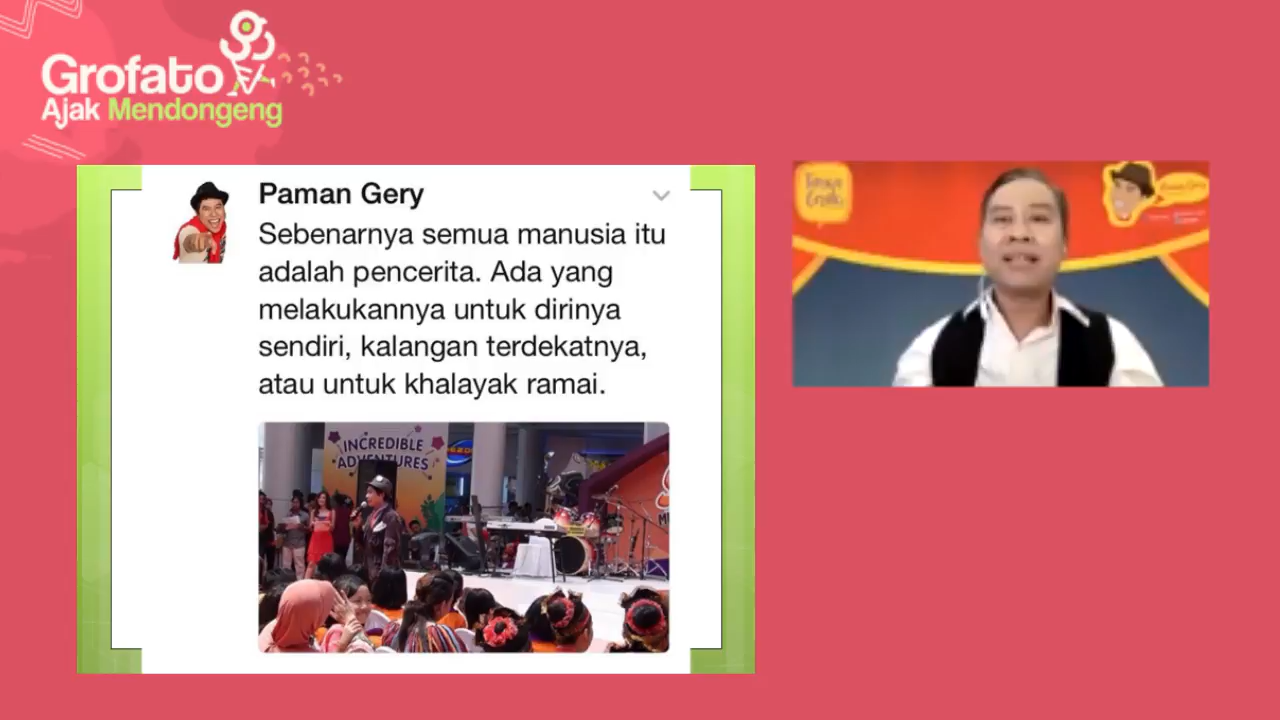 Grofato
Ajak Mendongeng
Paman Gery
Sebenarnya semua manusia itu
adalah pencerita. Ada yang
melakukannya untuk dirinya
sendiri, kalangan terdekatnya,
atau untuk khalayak ramai.
INCREDIBLE
ADVENTURES